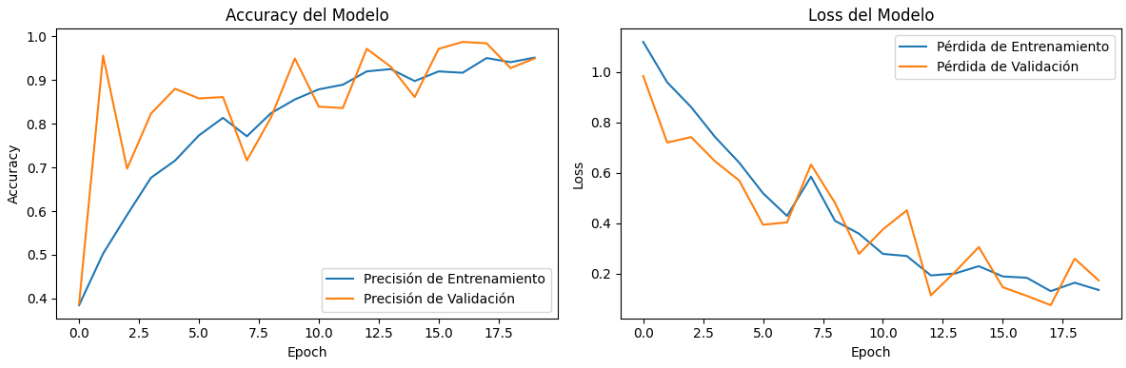 Accuracy del Modelo
1.0
0.9
0.8
0.7
0.6
0.5
0.4
Accuracy
Precisión de Entrenamiento
Precisión de Validación
0.0 2.5 5.0 7.5 10.0 12.5 15.0 17.5
Epoch
Loss del Modelo
Pérdida de Entrenamiento
Pérdida de Validación
1.0
0.8
0.6
0.4
0.2
Loss
0.0 2.5 5.0 7.5 10.0 12.5 15.0 17.5
Epoch